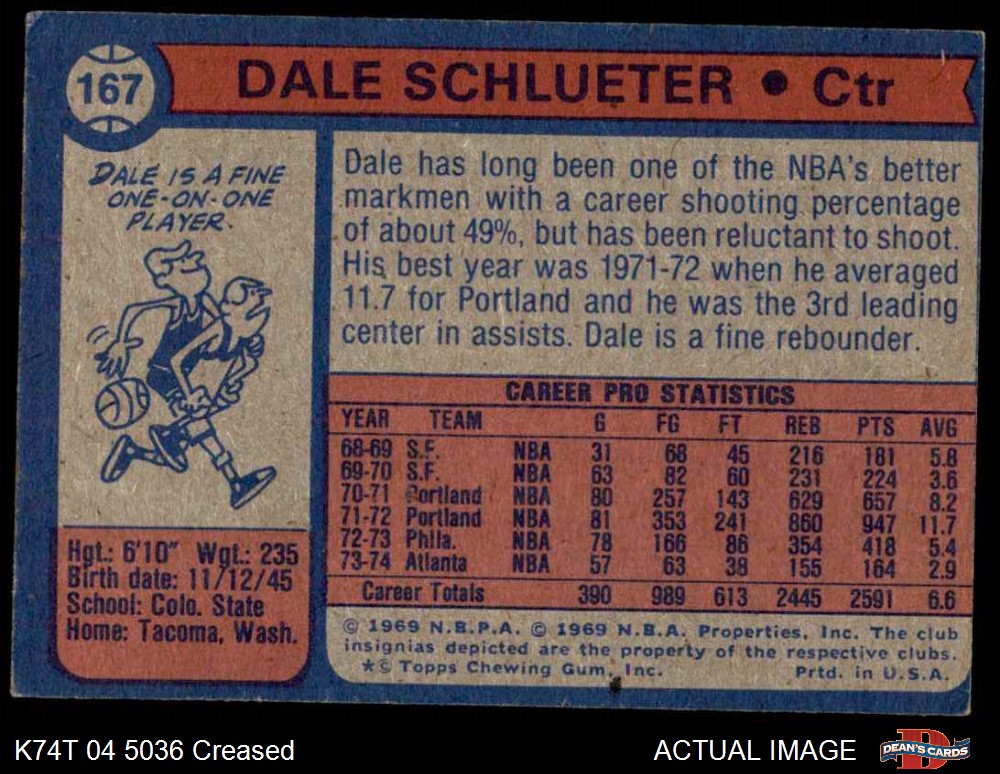 167
DALE SCHLUETER ● Ctr
DALE IS A FINE
ONE-ON-ONE
PLAYER.
Dale has long been one of the NBA's better
markmen with a career shooting percentage
of about 49%, but has been reluctant to shoot.
His best year was 1971-72 when he averaged
11.7 for Portland and he was the 3rd leading
center in assists. Dale is a fine rebounder.
CAREER PRO STATISTICS
YEAR TEAM G FG FT REB PTS AVG
68-69 S.F. NBA 31 68 45 216 181 5.8
69-70 S.F. NBA 63 82 60 231 224 3.6
70-71 Portland NBA 80 257 143 629 657 8.2
71-72 Portland NBA 81 353 241 860 947 11.7
72-73 Phila. NBA 78 166 86 354 418 5.4
73-74 Atlanta NBA 57 63 38 155 164 2.9
Career Totals 390 989 613 2445 2591 6.6
Hgt.: 6'10" Wgt.: 235
Birth date: 11/12/45
School: Colo. State
Home: Tacoma, Wash.
© 1969 N.B.P.A. © 1969 N.B.A. Properties, Inc. The club
insignias depicted are the property of the respective clubs.
*© Topps Chewing Gum, Inc. Prtd. in U.S.A.
K74T 04 5036 Creased
ACTUAL IMAGE
DEAN'S CARDS